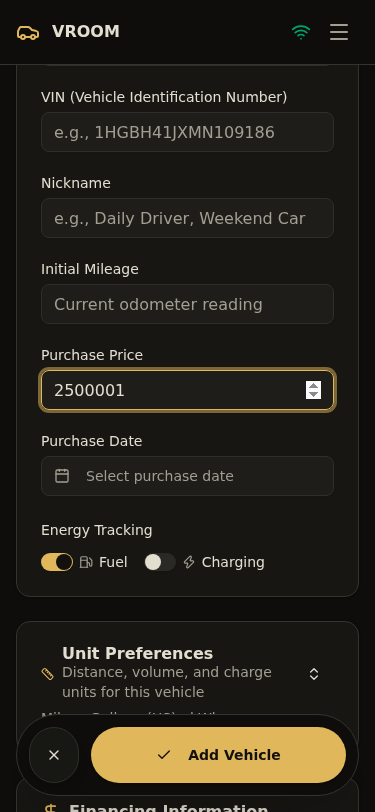 VROOM
VIN (Vehicle Identification Number)
e.g., 1HGBH41JXMN109186
Nickname
e.g., Daily Driver, Weekend Car
Initial Mileage
Current odometer reading
Purchase Price
2500001
Purchase Date
Select purchase date
Energy Tracking
Fuel
Charging
Unit Preferences
Distance, volume, and charge
units for this vehicle
Add Vehicle
Financing Information